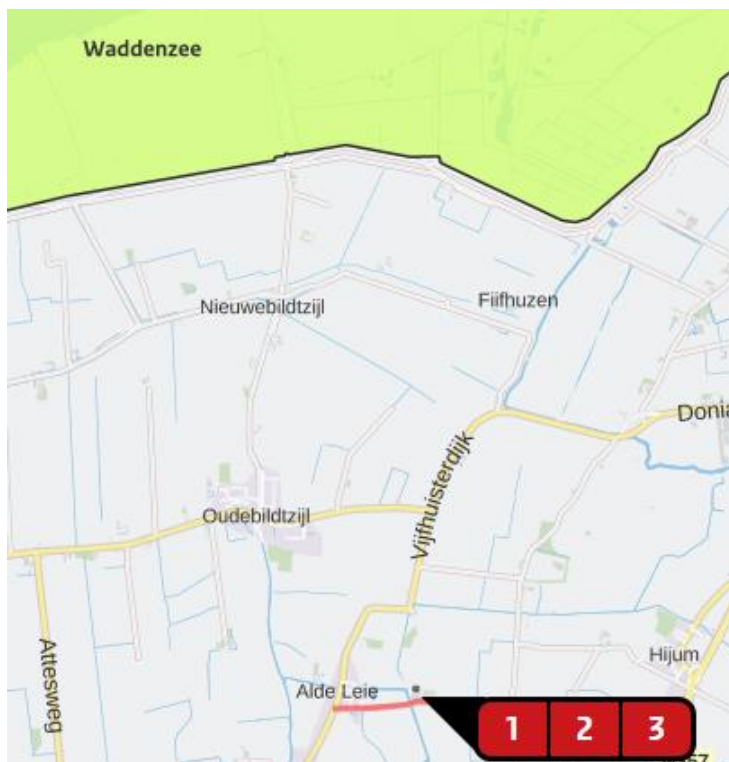 Waddenzee
Nieuwebildtzijl
Fiifhuzen
Donia
Vijfhuisterdijk
Oudebildtzijl
Attesweg
Hijum
Alde Leie
1 2 3